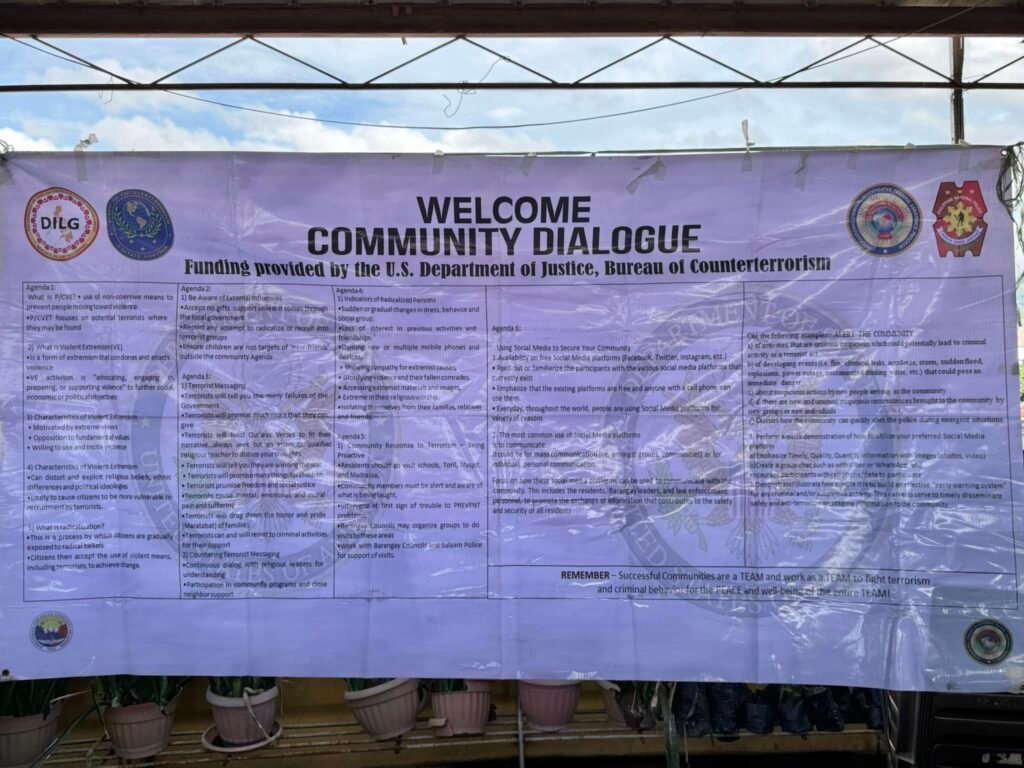 DILG
WELCOME
COMMUNITY DIALOGUE
Funding provided by the U.S. Department of Justice, Bureau of Counterterrorism
Agenda 1:
What is P/CVE? • use of non-coercive means to
prevent people moving toward violence
•P/CVE focuses on potential terrorists where
they may be found
2) What is Violent Extremism(VE)
•is a form of extremism that condones and enacts
violence
•VE activities is "advocating, engaging in,
preparing, or supporting violence" to further social,
economic or political objectives
3) Characteristics of Violent Extremism
• Motivated by extreme views
• Opposition to fundamental values
• Willing to use and incite violence
4) Characteristics of Violent Extremism
•Can distort and exploit religious beliefs, ethnic
differences and political ideologies
•Likely to cause citizens to be more vulnerable to
recruitment by terrorists.
5) What is radicalization?
•This is a process by which citizens are gradually
exposed to radical beliefs
•Citizens then accept the use of violent means,
including terrorism, to achieve change.
Agenda 2:
1) Be Aware of External Influences
•Accept no gifts, support unless it comes through
the local government
•Report any attempt to radicalize or recruit into
terrorist groups
•Ensure children are not targets of 'new friends'
outside the community Agenda
Agenda 3:
1) Terrorist Messaging
•Terrorists will tell you the many failures of the
Government.
•Terrorists will promise much more than they can
give
•Terrorists will twist Qur'anic Verses to fit their
narrative, always seek out an Imam or qualified
religious teacher to discuss your thoughts
•Terrorists will tell you they are winning the war
•Terrorists will promise many things for
•Terrorists promise freedom and social justice
•Terrorists cause mental, emotional, and moral
pain and suffering
•Terrorists will drag down the honor and pride
(Maratabat) of families
•Terrorists can and will resort to criminal activities
for their support
2) Countering Terrorist Messaging
•Continuous dialog with religious leaders for
understanding
•Participation in community programs and close
neighbor support
Agenda 4:
1) Indicators of Radicalized Persons
•Sudden or gradual changes in dress, behavior and
social group.
•Loss of interest in previous activities and
friendships.
•Owning new or multiple mobile phones and
devices,
•Showing sympathy for extremist causes,
•Glorifying violence and their fallen comrades,
•Accessing extremist materials and images,
•Extreme in their religious worship,
•Isolating themselves from their families, relatives
and friends.
Agenda 5:
1) Community Response to Terrorism – Being
Proactive
•Residents should go visit schools, Toril, Masjid,
and Madrasa.
•Community members must be alert and aware of
what is being taught,
•Intervene at first sign of trouble to PREVENT
problems,
•Barangay Councils may organize groups to do
visits to these areas
•Work with Barangay Councils and Salaam Police
for support of visits.
Agenda 6:
Using Social Media to Secure Your Community
1. Availability on free Social Media platforms (Facebook, Twitter, Instagram, etc.)
• Point out or familiarize the participants with the various social media platforms that
currently exist
•Emphasize that the existing platforms are free and anyone with a cell phone can
use them
• Everyday, throughout the world, people are using Social Media platforms for
variety of reasons
2. The most common use of Social Media platforms
is to communicate
It could be for mass communication (i.e. amongst groups, communities) or for
individual, personal communication.
Focus on how these social media platforms can be used to communicate with the
community. This includes the residents, Barangay leaders, and law enforcement
personnel, to promote the exchange of information that contributes to the safety
and security of all residents
the following examples: ALERT THE COMMUNITY
a) of activities that are unusual/suspicious which could potentially lead to criminal
activity or a terrorist act
b) of developing events (i.e. fire, chemical leaks, accidents, storm, sudden flood,
explosions, power outage, contaminated drinking water, etc.) that could pose an
immediate danger
c) about suspicious actions by new people arriving in the community
d) if there are new and unusual/suspicious items brought to the community by
new groups or new individuals
2. Discuss how the community can quickly alert the police during emergent situations.
3. Perform a quick demonstration of how to utilize your preferred Social Media
platform
a) Emphasize Timely, Quality, Quantity information with images (photos, video)
b)Create a group chat such as with Viber or WhatsApp, and
participants with cell phone/data to participate
Demonstrate/illustrate how easy it is to build an effective, "early warning system"
for any criminal and/or suspicious activity. This can also serve to timely disseminate
safety and anti-terrorism messaging information to the community.
REMEMBER – Successful Communities are a TEAM and work as a TEAM to fight terrorism
and criminal behavior for the PEACE and well-being of the entire TEAM!